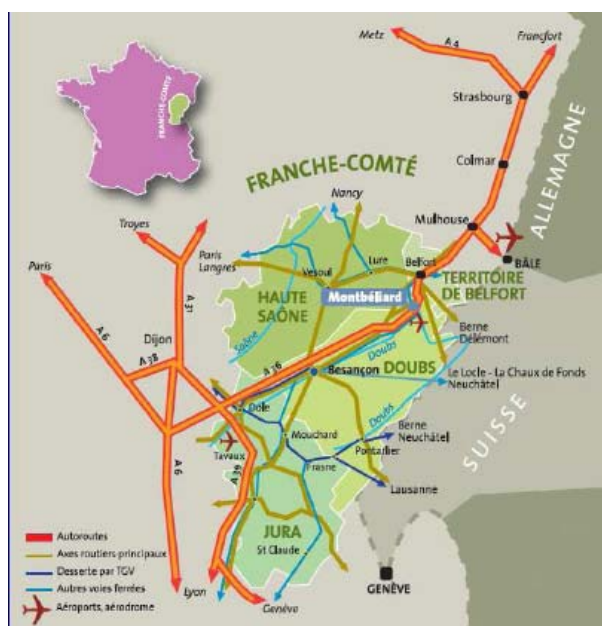 Metz
A 4
Francfort
Strasbourg
ALLEMAGNE
FRANCHE-COMTÉ
Colmar
FRANCHE-COMTÉ
Nancy
Mulhouse
Troyes
BÂLE
Paris
Langres
Lure
Belfort
Vesoul
Paris
TERRITOIRE
DE BELFORT
Montbéliard
HAUTE
SAÔNE
A 31
A 6
Saône
Dijon
A 38
A 36
Doubs
Berne
Délémont
Besançon
DOUBS
Le Locle - La Chaux de Fonds
Neuchâtel
SUISSE
Dôle
Doubs
Mouchard
Berne
Neuchâtel
Tavaux
Frasne
Pontarlier
A 39
A 6
Lausanne
JURA
St Claude
Autoroutes
Axes routiers principaux
Desserte par TGV
Autres voies ferrées
Aéroports, aérodrome
Lyon
Genève
GENÈVE